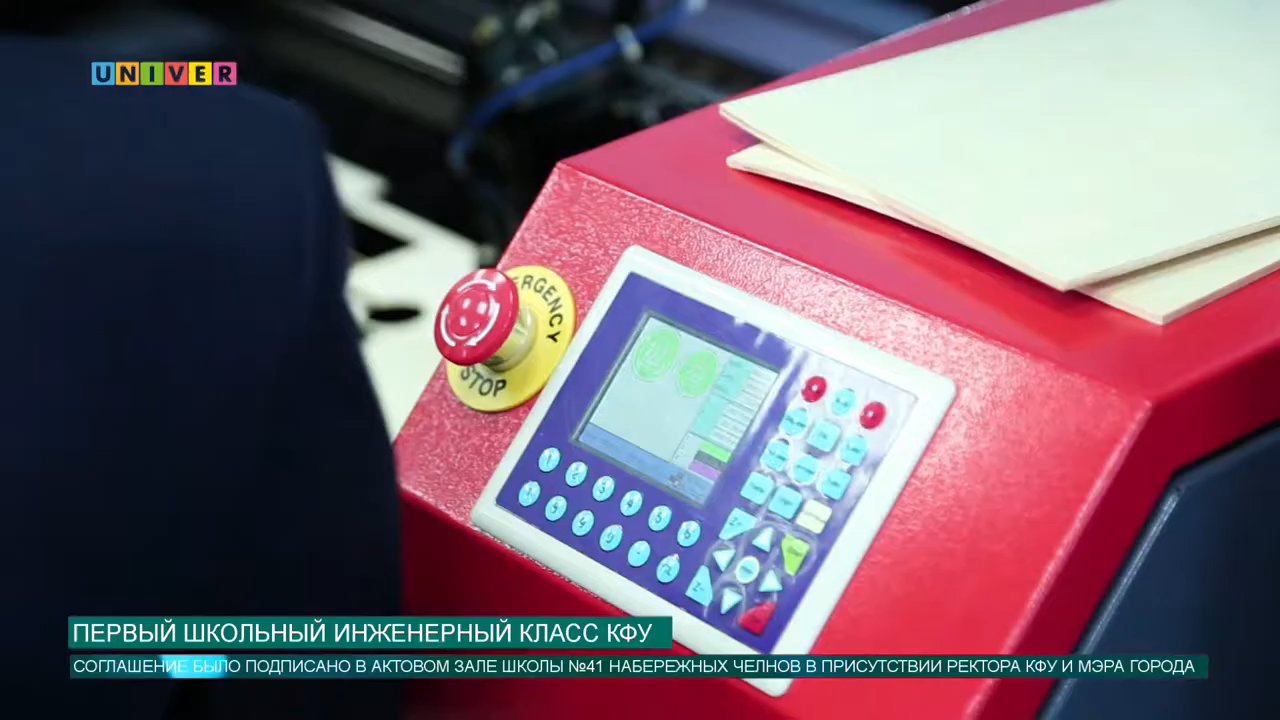 UNIVER
ERGENCY
STOP
ПЕРВЫЙ ШКОЛЬНЫЙ ИНЖЕНЕРНЫЙ КЛАСС КФУ
СОГЛАШЕНИЕ БЫЛО ПОДПИСАНО В АКТОВОМ ЗАЛЕ ШКОЛЫ №41 НАБЕРЕЖНЫХ ЧЕЛНОВ В ПРИСУТСТВИИ РЕКТОРА КФУ И МЭРА ГОРОДА